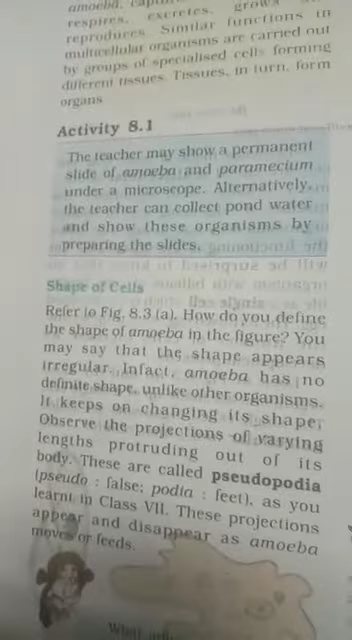 amoeba,
respires, excretes, grows
reproduces. Similar functions in
multicellular organisms are carried out
by groups of specialised cells forming
different tissues. Tissues, in turn, form
organs.
Activity 8.1
The teacher may show a permanent
slide of amoeba and paramecium
under a microscope. Alternatively,
the teacher can collect pond water
and show these organisms by
preparing the slides.
Shape of Cells
Refer to Fig. 8.3 (a). How do you define
the shape of amoeba in the figure? You
may say that the shape appears
irregular. Infact, amoeba has no
definite shape, unlike other organisms.
It keeps on changing its shape.
Observe the projections of varying
lengths protruding out of its
body. These are called pseudopodia
(pseudo : false; podia : feet), as you
learnt in Class VII. These projections
appear and disappear as amoeba
moves or feeds.
What